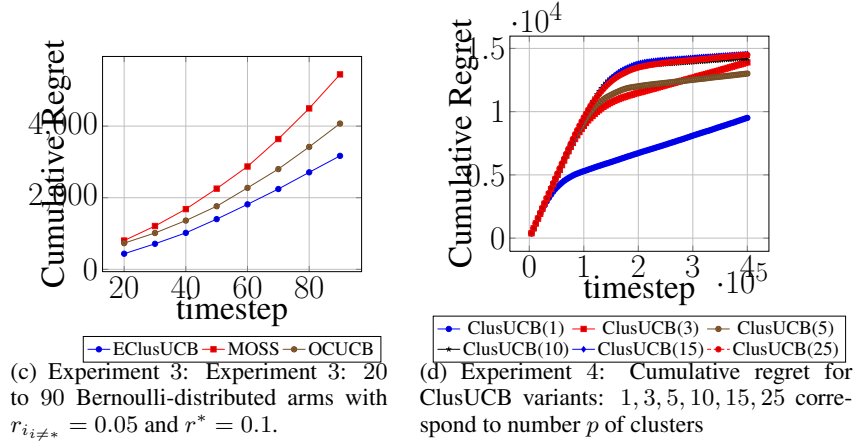 Cumulative Regret
4,000
2,000
0
20 40 60 80
timestep
EClusUCB MOSS OCUCB
(c) Experiment 3: Experiment 3: 20
to 90 Bernoulli-distributed arms with
r_{i_{i≠*}} = 0.05 and r^* = 0.1.
·10^4
Cumulative Regret
1.5
1
0.5
0
0 1 2 3 4
timestep ·10^5
ClusUCB(1) ClusUCB(3) ClusUCB(5)
ClusUCB(10) ClusUCB(15) ClusUCB(25)
(d) Experiment 4: Cumulative regret for
ClusUCB variants: 1, 3, 5, 10, 15, 25 corre-
spond to number p of clusters